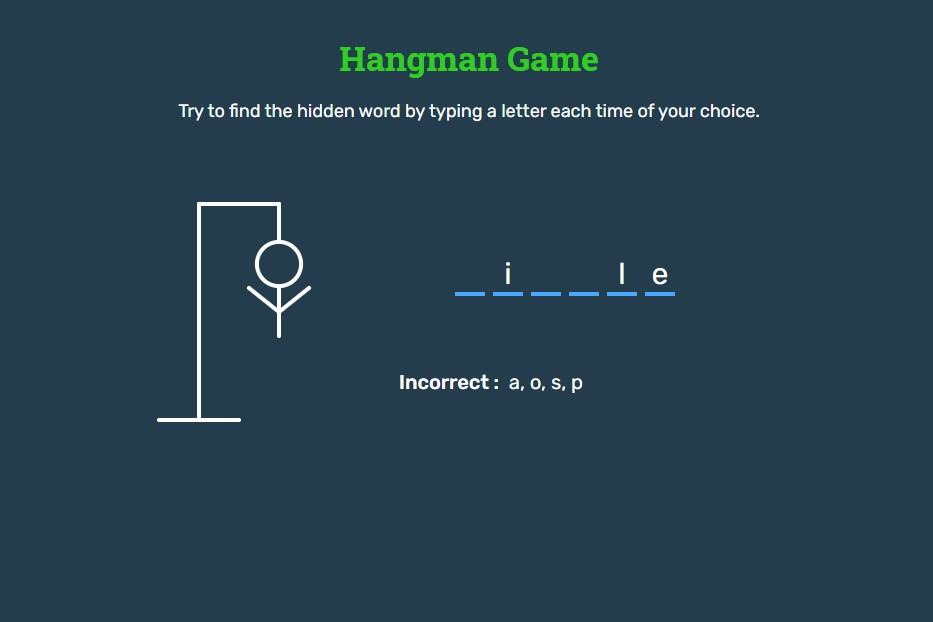 Hangman Game
Try to find the hidden word by typing a letter each time of your choice.
_ i _ _ l e
Incorrect : a, o, s, p